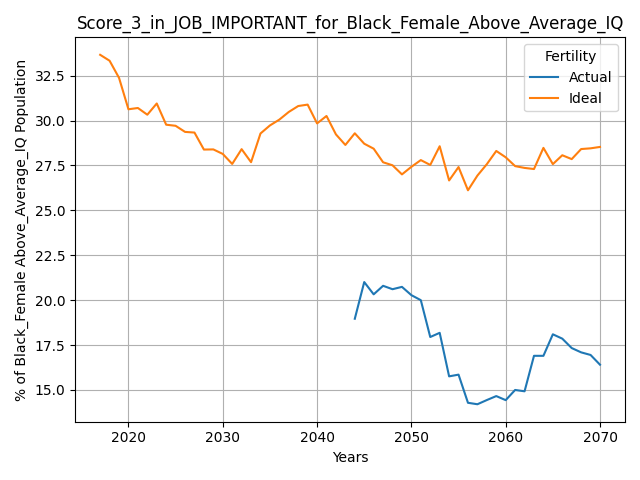 Score_3_in_JOB_IMPORTANT_for_Black_Female_Above_Average_IQ
Fertility
Actual
Ideal
% of Black_Female Above_Average_IQ Population
32.5
30.0
27.5
25.0
22.5
20.0
17.5
15.0
2020 2030 2040 2050 2060 2070
Years